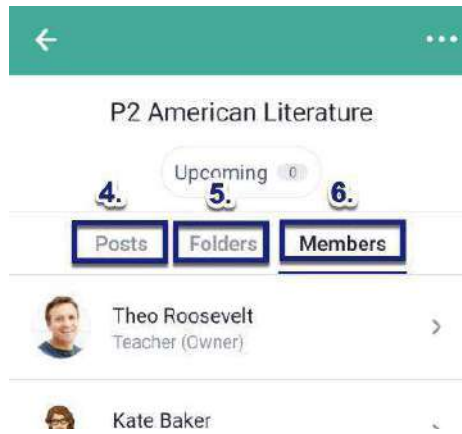 P2 American Literature
Upcoming 0
4. 5. 6.
Posts Folders Members
Theo Roosevelt
Teacher (Owner)
Kate Baker